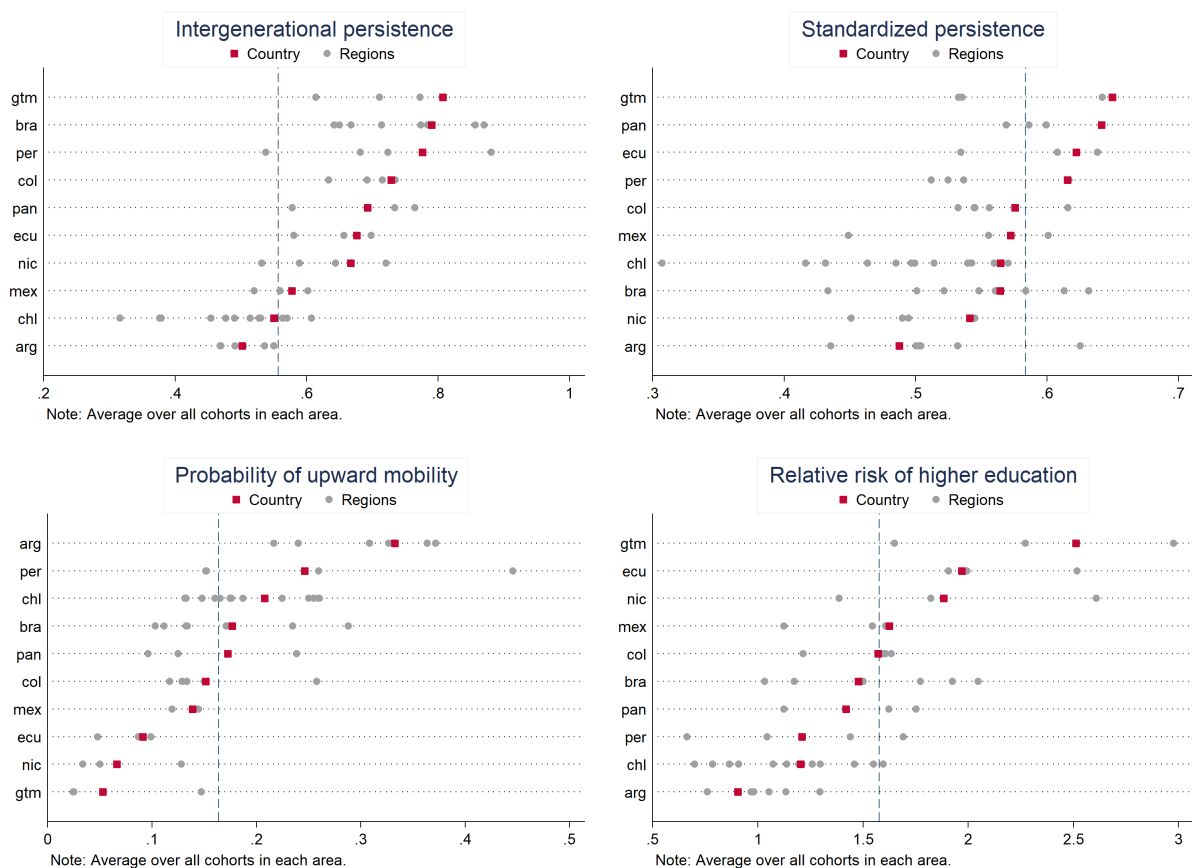 Intergenerational persistence
Country Regions
gtm
bra
per
col
pan
ecu
nic
mex
chl
arg
.2 .4 .6 .8 1
Note: Average over all cohorts in each area.
Standardized persistence
Country Regions
gtm
pan
ecu
per
col
mex
chl
bra
nic
arg
.3 .4 .5 .6 .7
Note: Average over all cohorts in each area.
Probability of upward mobility
Country Regions
arg
per
chl
bra
pan
col
mex
ecu
nic
gtm
0 .1 .2 .3 .4 .5
Note: Average over all cohorts in each area.
Relative risk of higher education
Country Regions
gtm
ecu
nic
mex
col
bra
pan
per
chl
arg
.5 1 1.5 2 2.5 3
Note: Average over all cohorts in each area.